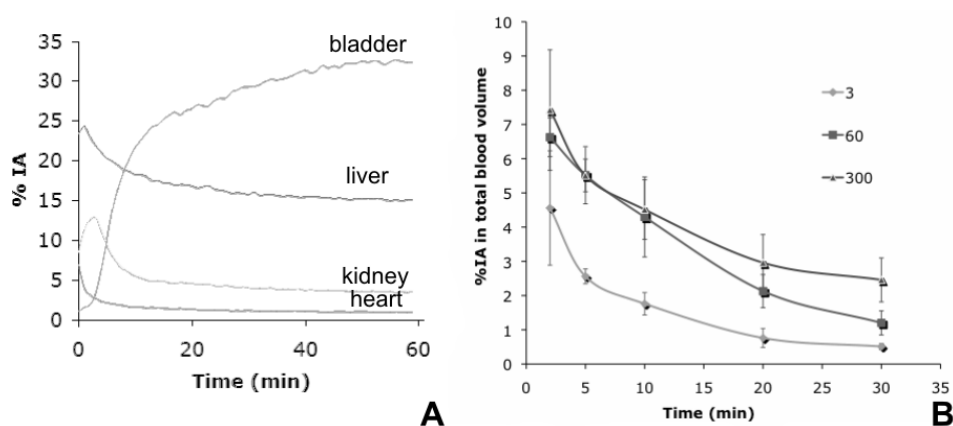 35
30
25
20
15
10
5
0
% IA
bladder
liver
kidney
heart
0 20 40 60
Time (min)
A
10
9
8
7
6
5
4
3
2
1
0
%IA in total blood volume
3
60
300
0 5 10 15 20 25 30 35
Time (min)
B